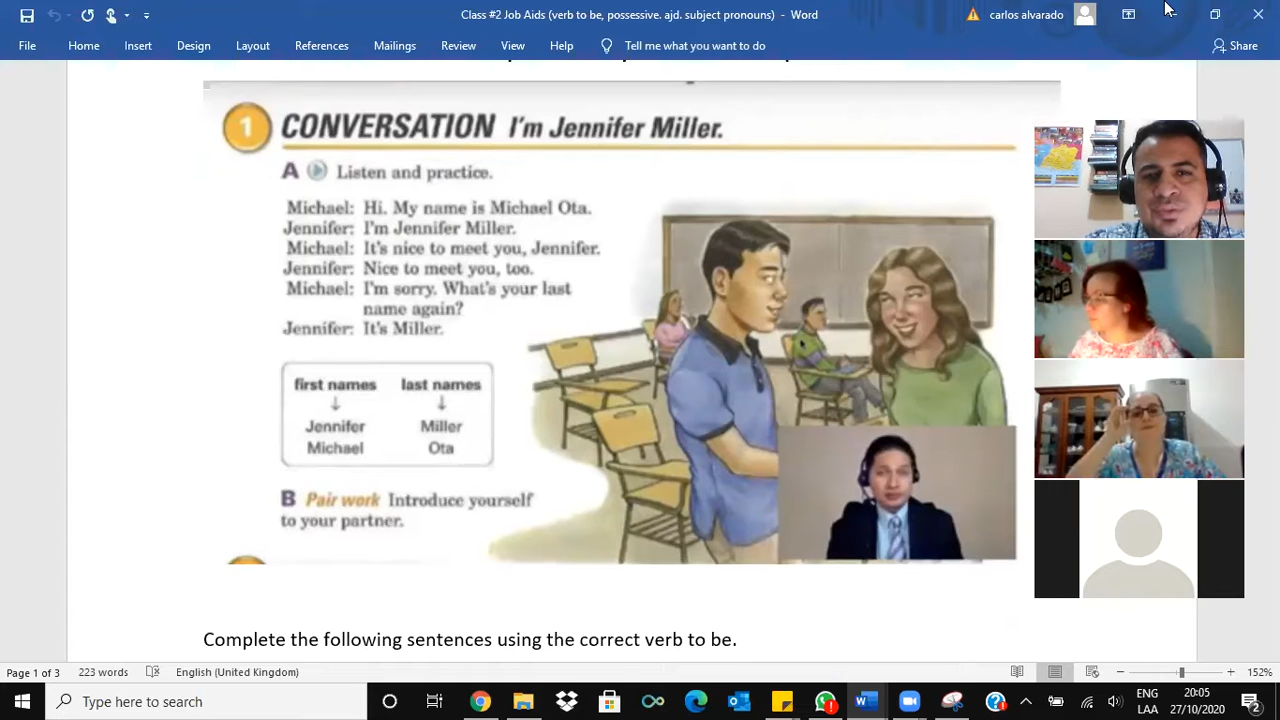 Class #2 Job Aids (verb to be, possessive. ajd. subject pronouns) - Word
carlos alvarado
File Home Insert Design Layout References Mailings Review View Help Tell me what you want to do Share
1 CONVERSATION I'm Jennifer Miller.
A Listen and practice.
Michael: Hi. My name is Michael Ota.
Jennifer: I'm Jennifer Miller.
Michael: It's nice to meet you, Jennifer.
Jennifer: Nice to meet you, too.
Michael: I'm sorry. What's your last
name again?
Jennifer: It's Miller.
first names last names
↓ ↓
Jennifer Miller
Michael Ota
B Pair work Introduce yourself
to your partner.
Complete the following sentences using the correct verb to be.
Page 1 of 3 223 words English (United Kingdom) 152%
Type here to search
ENG 20:05
LAA 27/10/2020 2